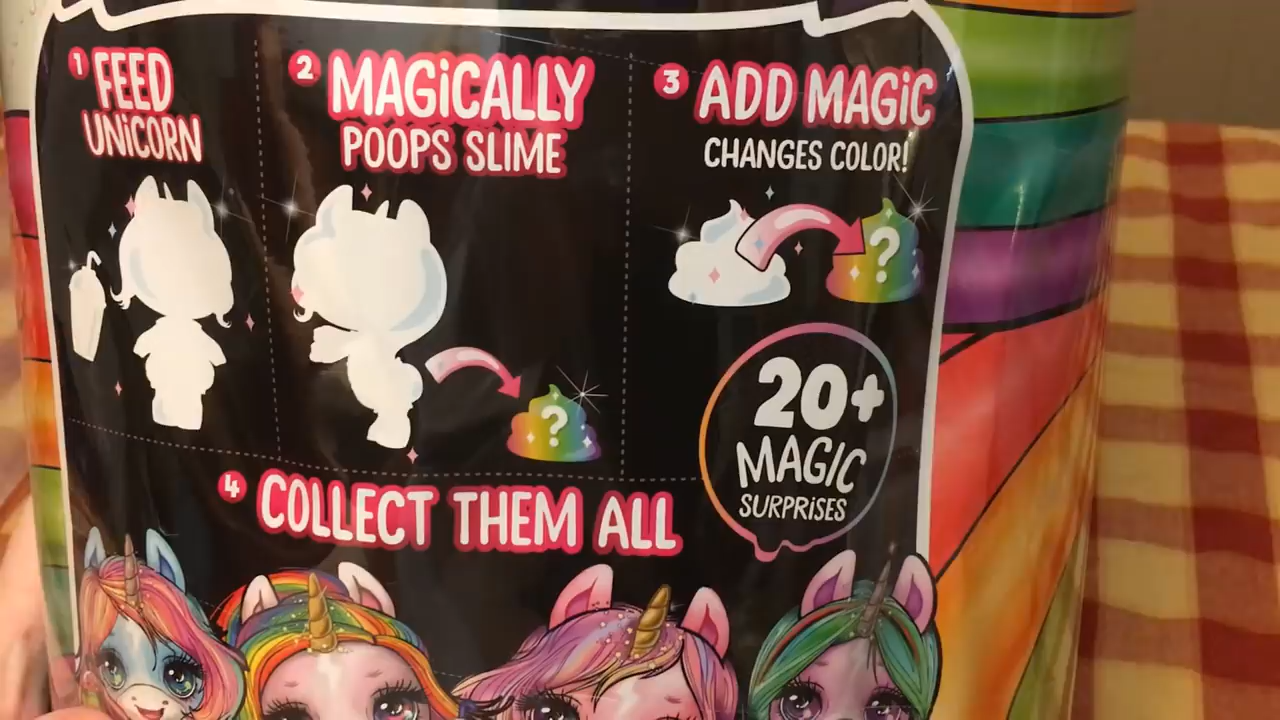 1 FEED
UNiCORN
2 MAGiCALLY
POOPS SLIME
3 ADD MAGiC
CHANGES COLOR!
?
?
20+
MAGIC
SURPRiSES
4 COLLECT THEM ALL